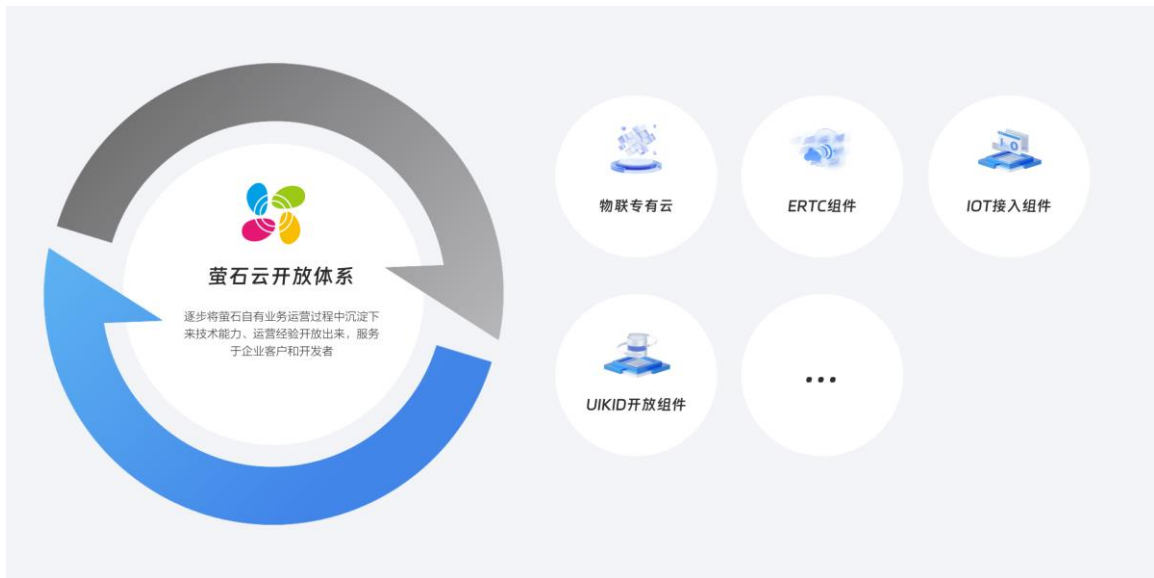 萤石云开放体系
逐步将萤石自有业务运营过程中沉淀下
来技术能力、运营经验开放出来，服务
于企业客户和开发者
物联专有云
ERTC组件
IOT接入组件
UIKID开放组件
...